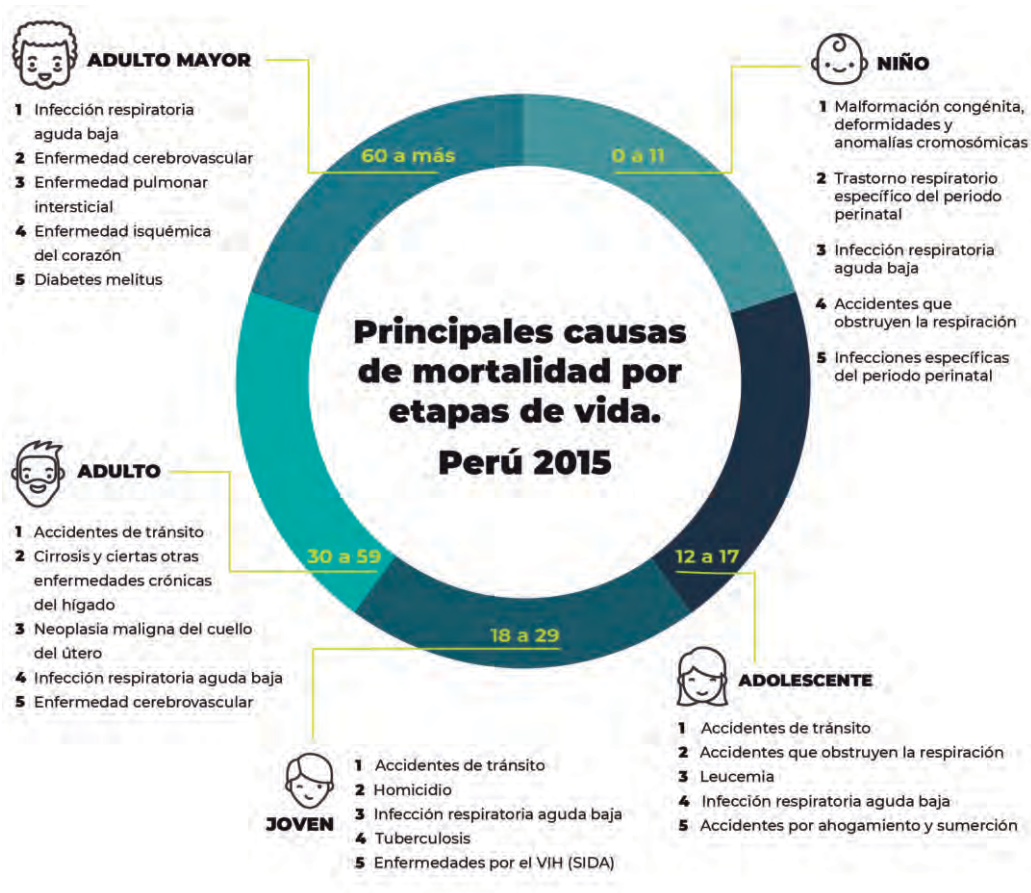 ADULTO MAYOR
1 Infección respiratoria
aguda baja
2 Enfermedad cerebrovascular
3 Enfermedad pulmonar
intersticial
4 Enfermedad isquémica
del corazón
5 Diabetes melitus
60 a más
0 a 11
NIÑO
1 Malformación congénita,
deformidades y
anomalías cromosómicas
2 Trastorno respiratorio
específico del periodo
perinatal
3 Infección respiratoria
aguda baja
4 Accidentes que
obstruyen la respiración
5 Infecciones específicas
del periodo perinatal
Principales causas
de mortalidad por
etapas de vida.
Perú 2015
ADULTO
1 Accidentes de tránsito
2 Cirrosis y ciertas otras
enfermedades crónicas
del hígado
3 Neoplasia maligna del cuello
del útero
4 Infección respiratoria aguda baja
5 Enfermedad cerebrovascular
30 a 59
12 a 17
18 a 29
ADOLESCENTE
1 Accidentes de tránsito
2 Accidentes que obstruyen la respiración
3 Leucemia
4 Infección respiratoria aguda baja
5 Accidentes por ahogamiento y sumerción
JOVEN
1 Accidentes de tránsito
2 Homicidio
3 Infección respiratoria aguda baja
4 Tuberculosis
5 Enfermedades por el VIH (SIDA)